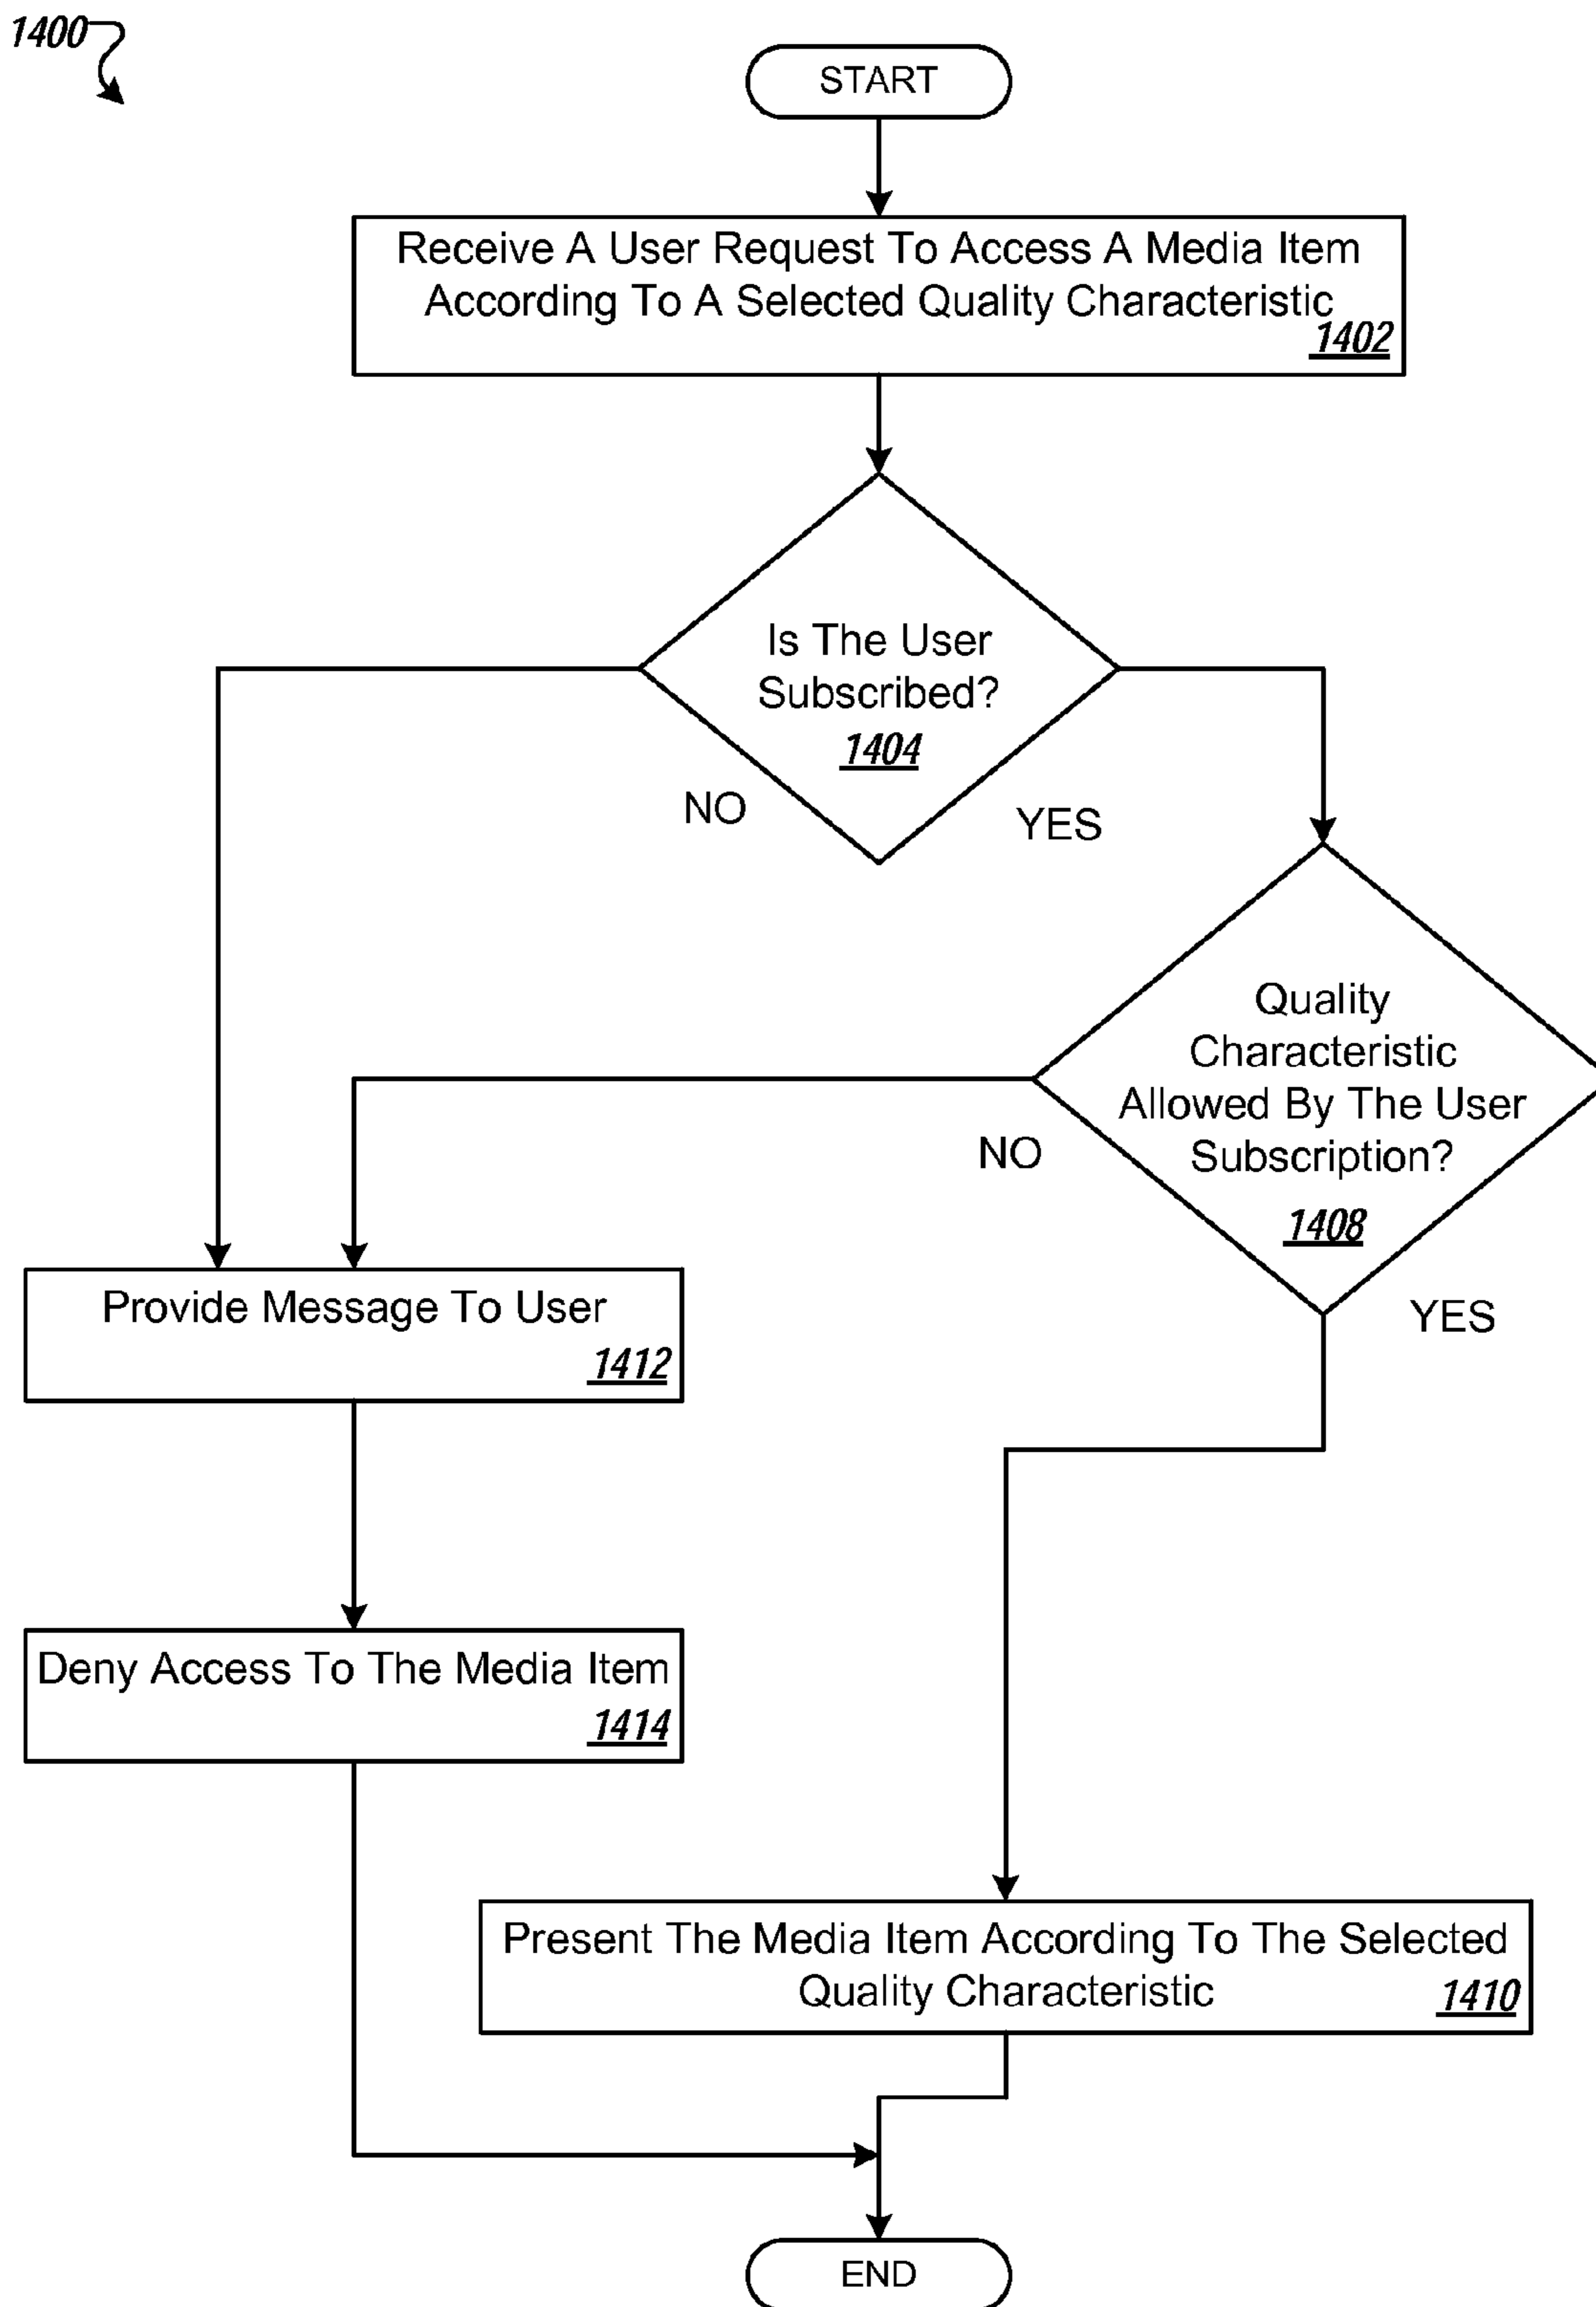 1400
START
Receive A User Request To Access A Media Item
According To A Selected Quality Characteristic
1402
Is The User
Subscribed?
1404
NO
YES
Quality
Characteristic
Allowed By The User
Subscription?
1408
NO
YES
Provide Message To User
1412
Deny Access To The Media Item
1414
Present The Media Item According To The Selected
Quality Characteristic
1410
END